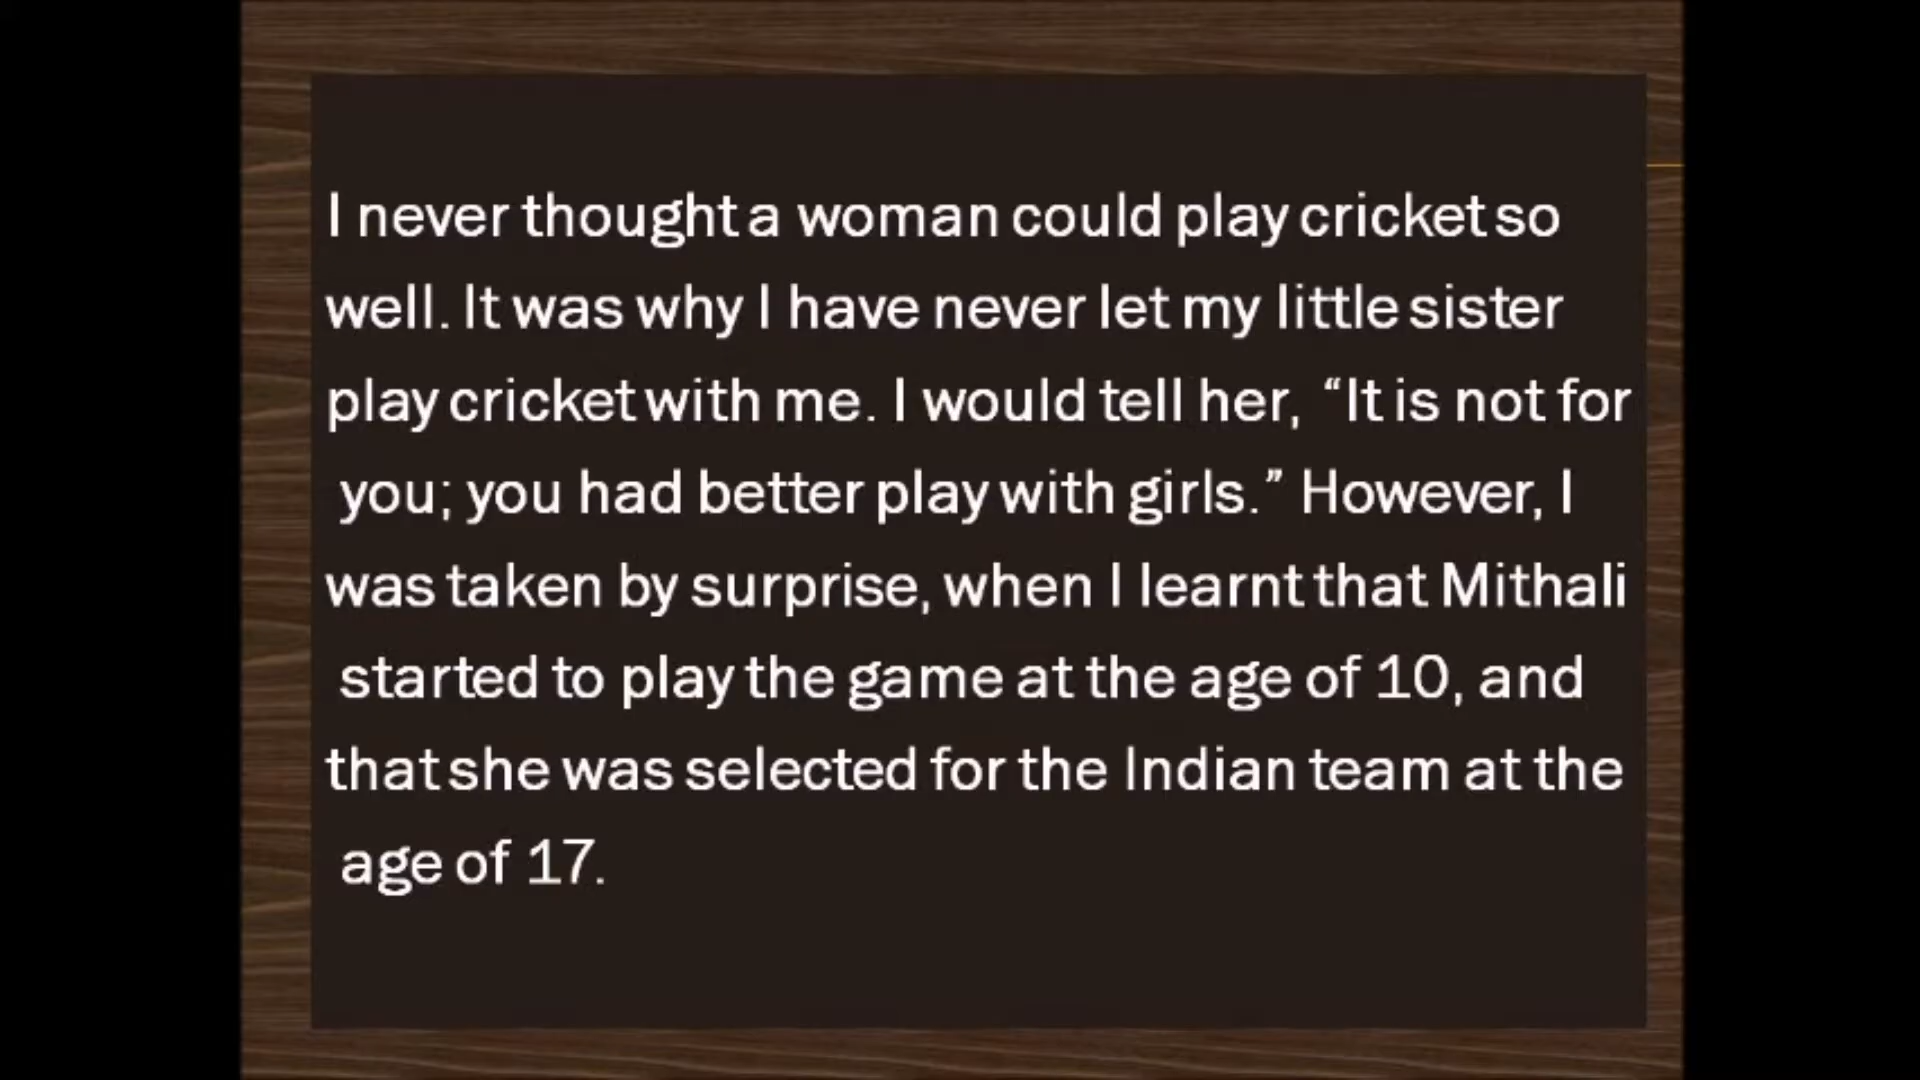 I never thought a woman could play cricket so
well. It was why I have never let my little sister
play cricket with me. I would tell her, “It is not for
you; you had better play with girls.” However, I
was taken by surprise, when I learnt that Mithali
started to play the game at the age of 10, and
that she was selected for the Indian team at the
age of 17.